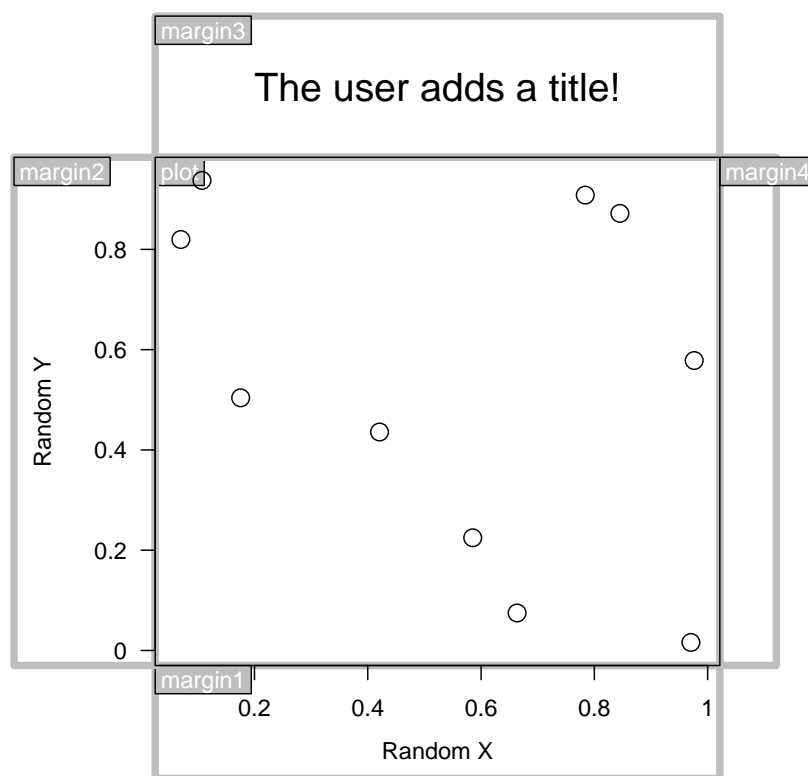 margin3
The user adds a title!
margin2
plot
margin4
0.8
0.6
0.4
0.2
0
Random Y
margin1
0.2 0.4 0.6 0.8 1
Random X